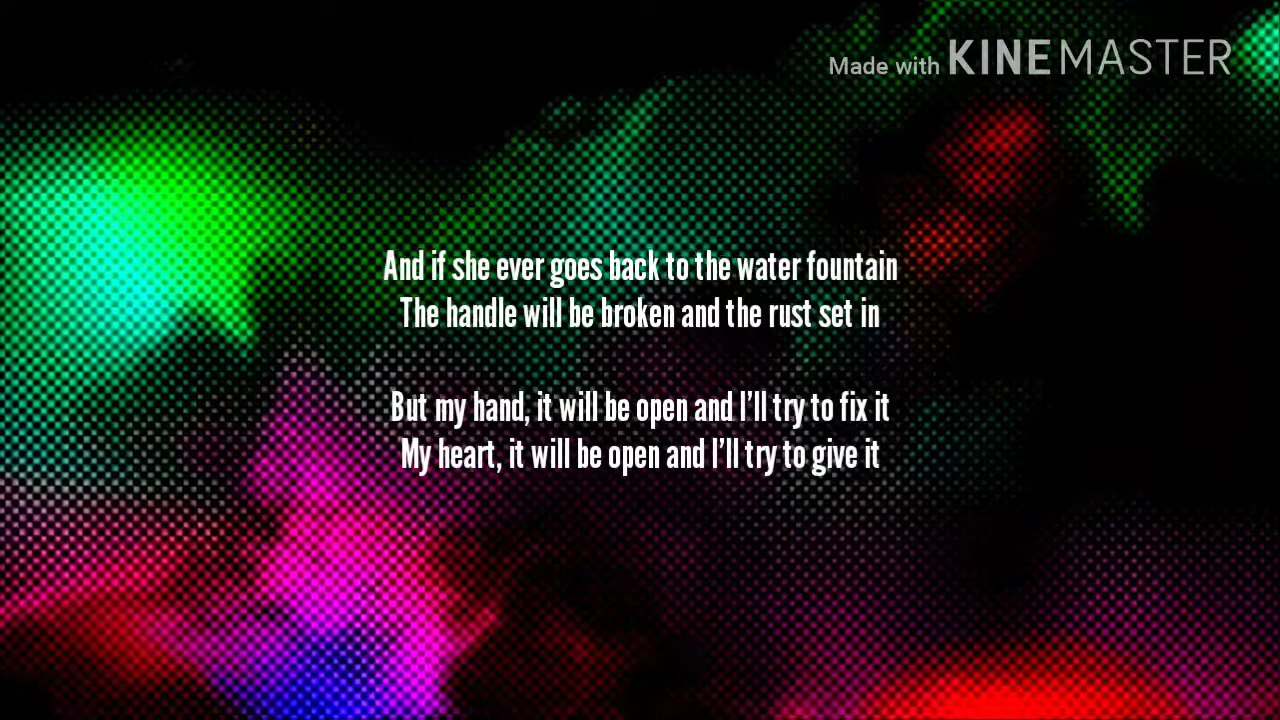 Made with KINEMASTER
And if she ever goes back to the water fountain
The handle will be broken and the rust set in
But my hand, it will be open and I'll try to fix it
My heart, it will be open and I'll try to give it